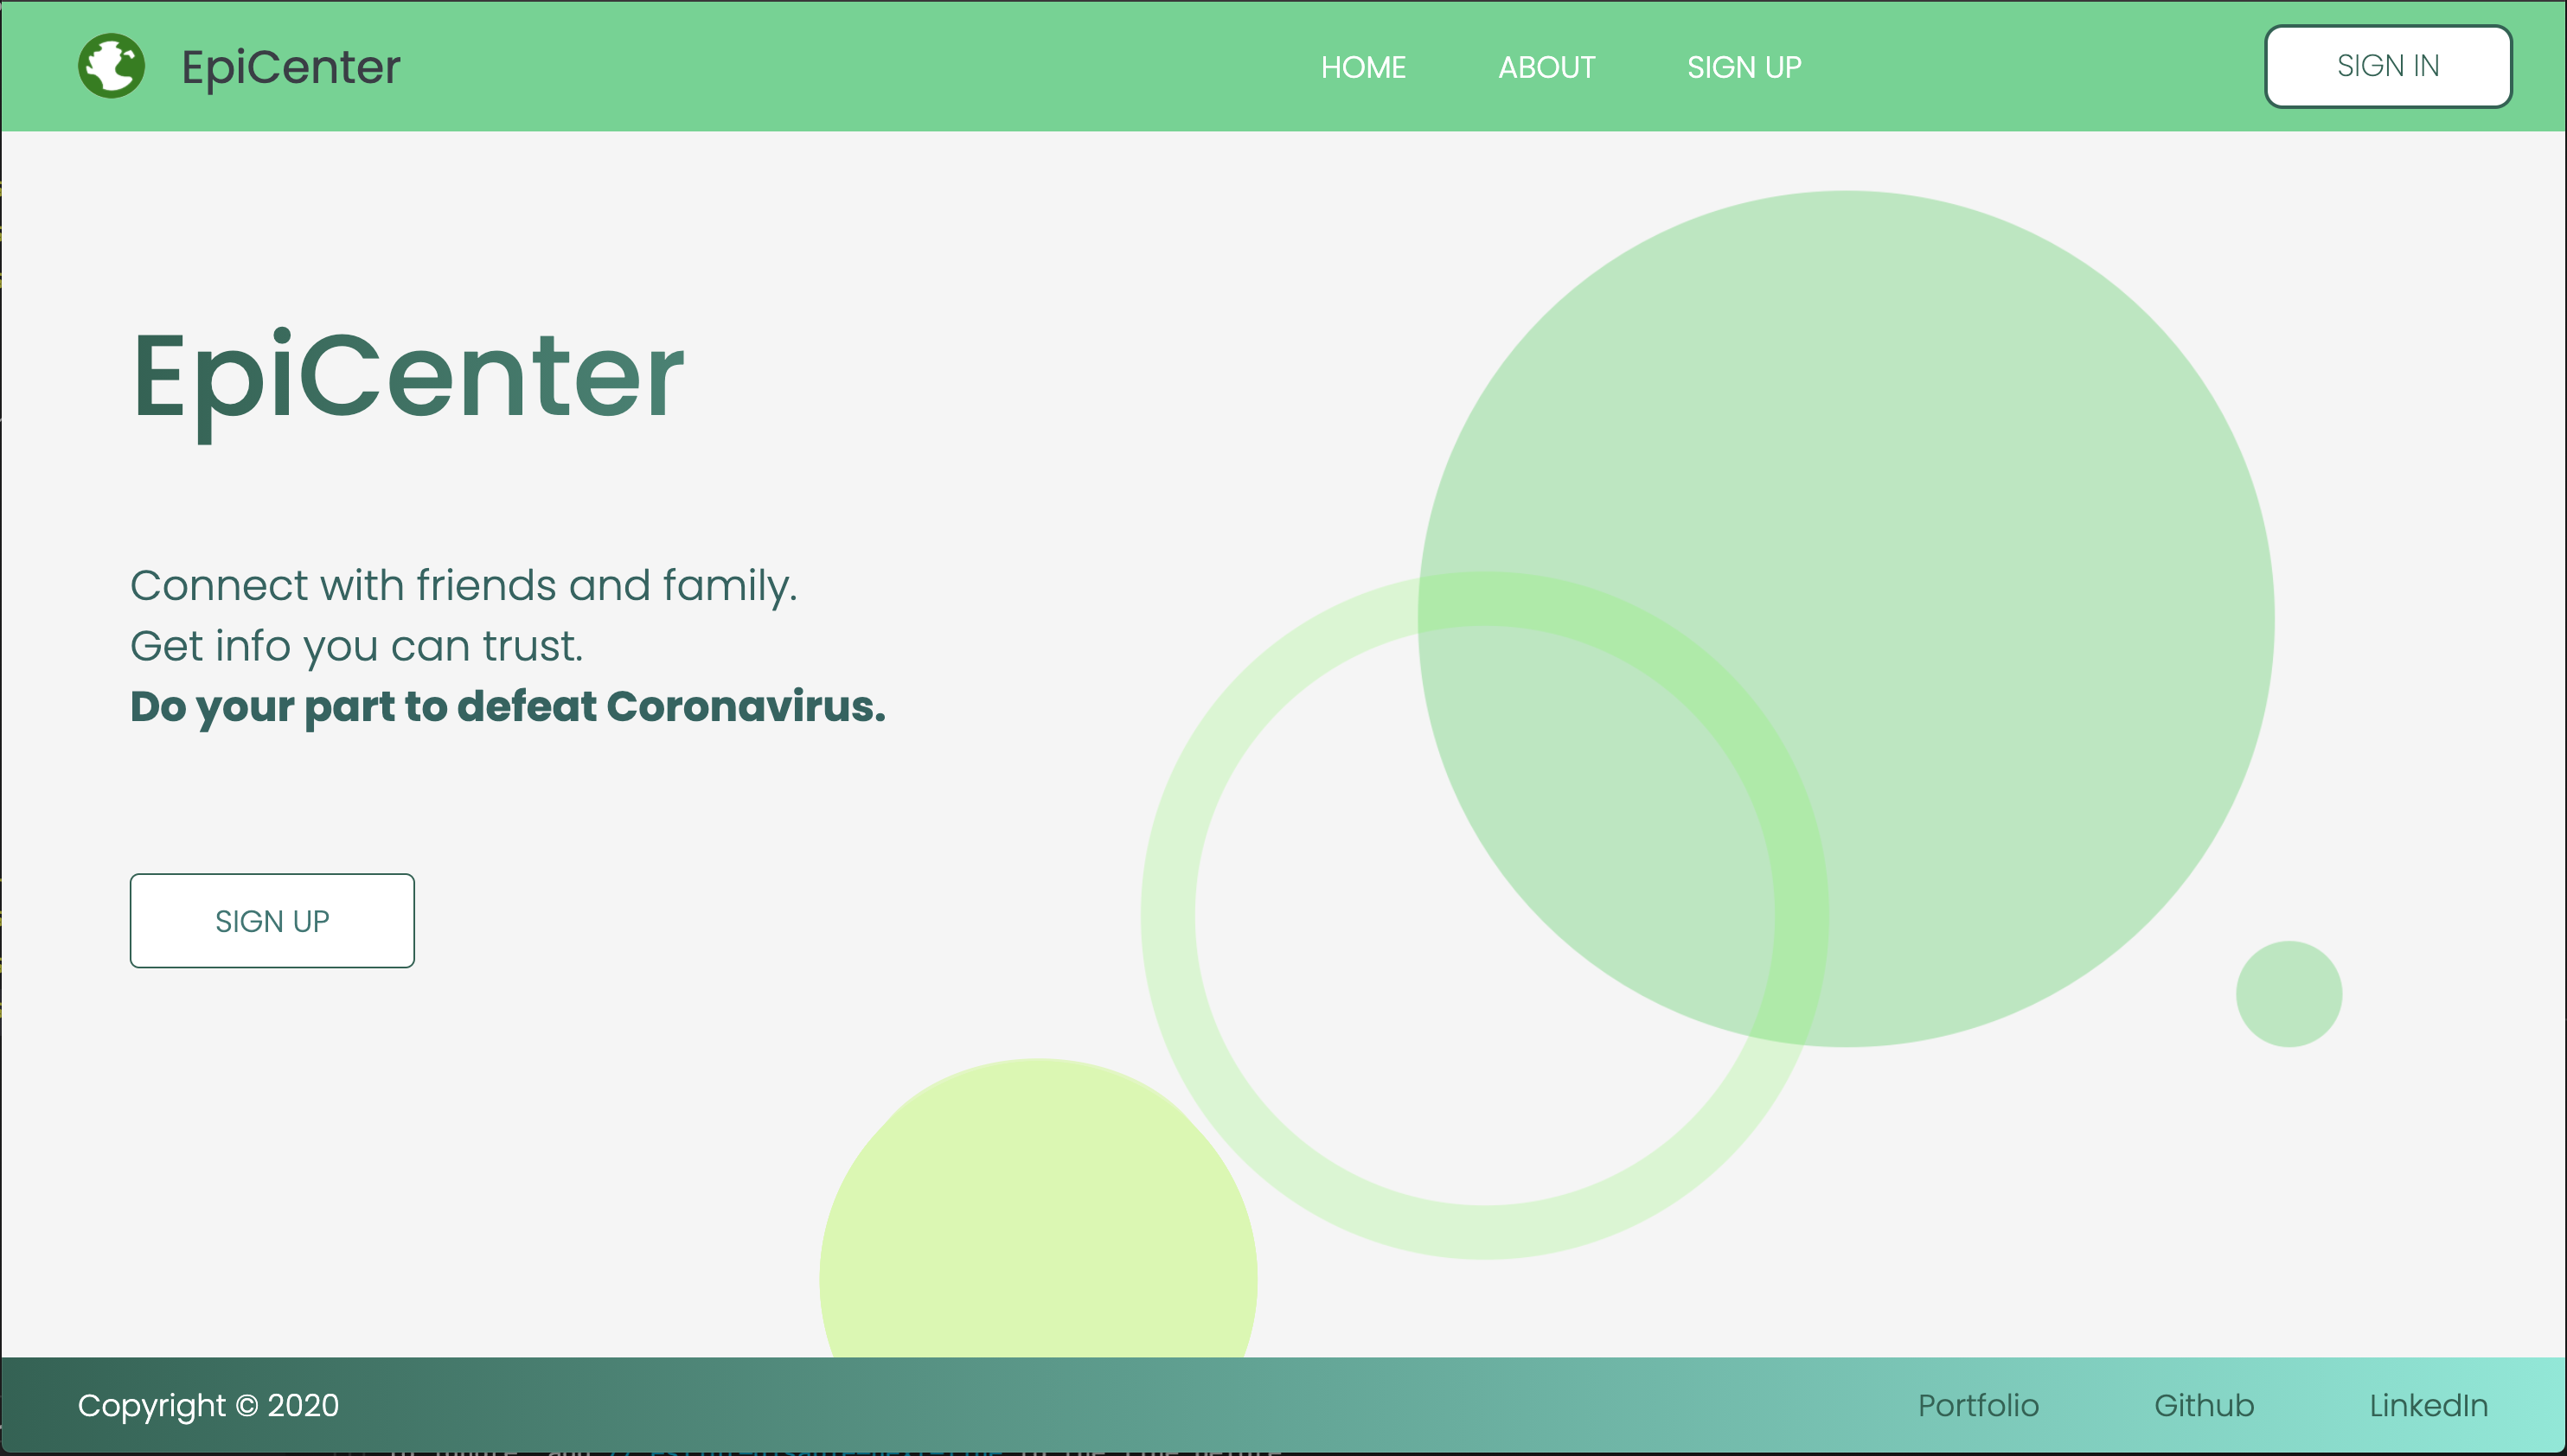 EpiCenter
HOME ABOUT SIGN UP
SIGN IN
EpiCenter
Connect with friends and family.
Get info you can trust.
Do your part to defeat Coronavirus.
SIGN UP
Copyright © 2020
Portfolio Github LinkedIn